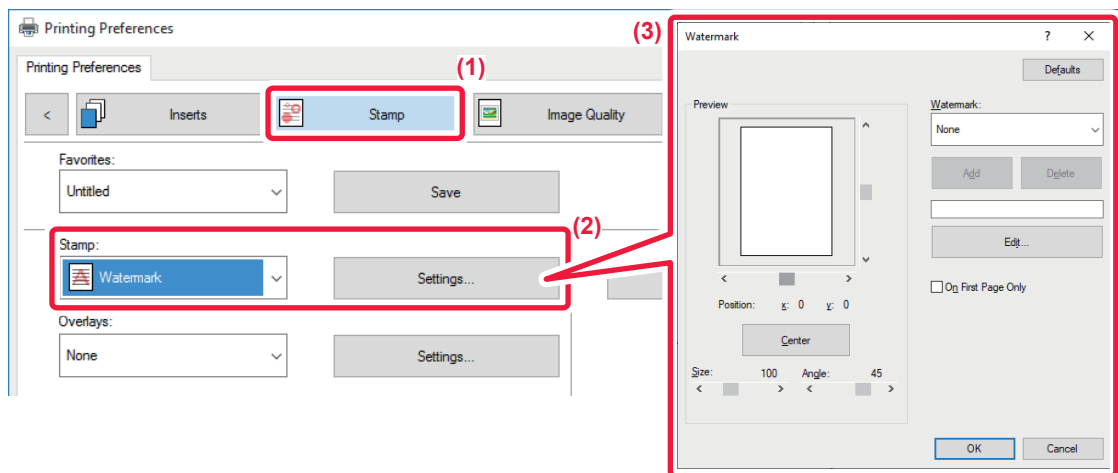 Printing Preferences
Printing Preferences
(1)
< Inserts Stamp Image Quality
Favorites:
Untitled Save
(2)
Stamp:
Watermark Settings...
Overlays:
None Settings...
(3)
Watermark ? ×
Defaults
Preview
Watermark:
None
Add Delete
Edit...
On First Page Only
< >
Position: x: 0 y: 0
Center
Size: 100 Angle: 45
< > < >
OK Cancel